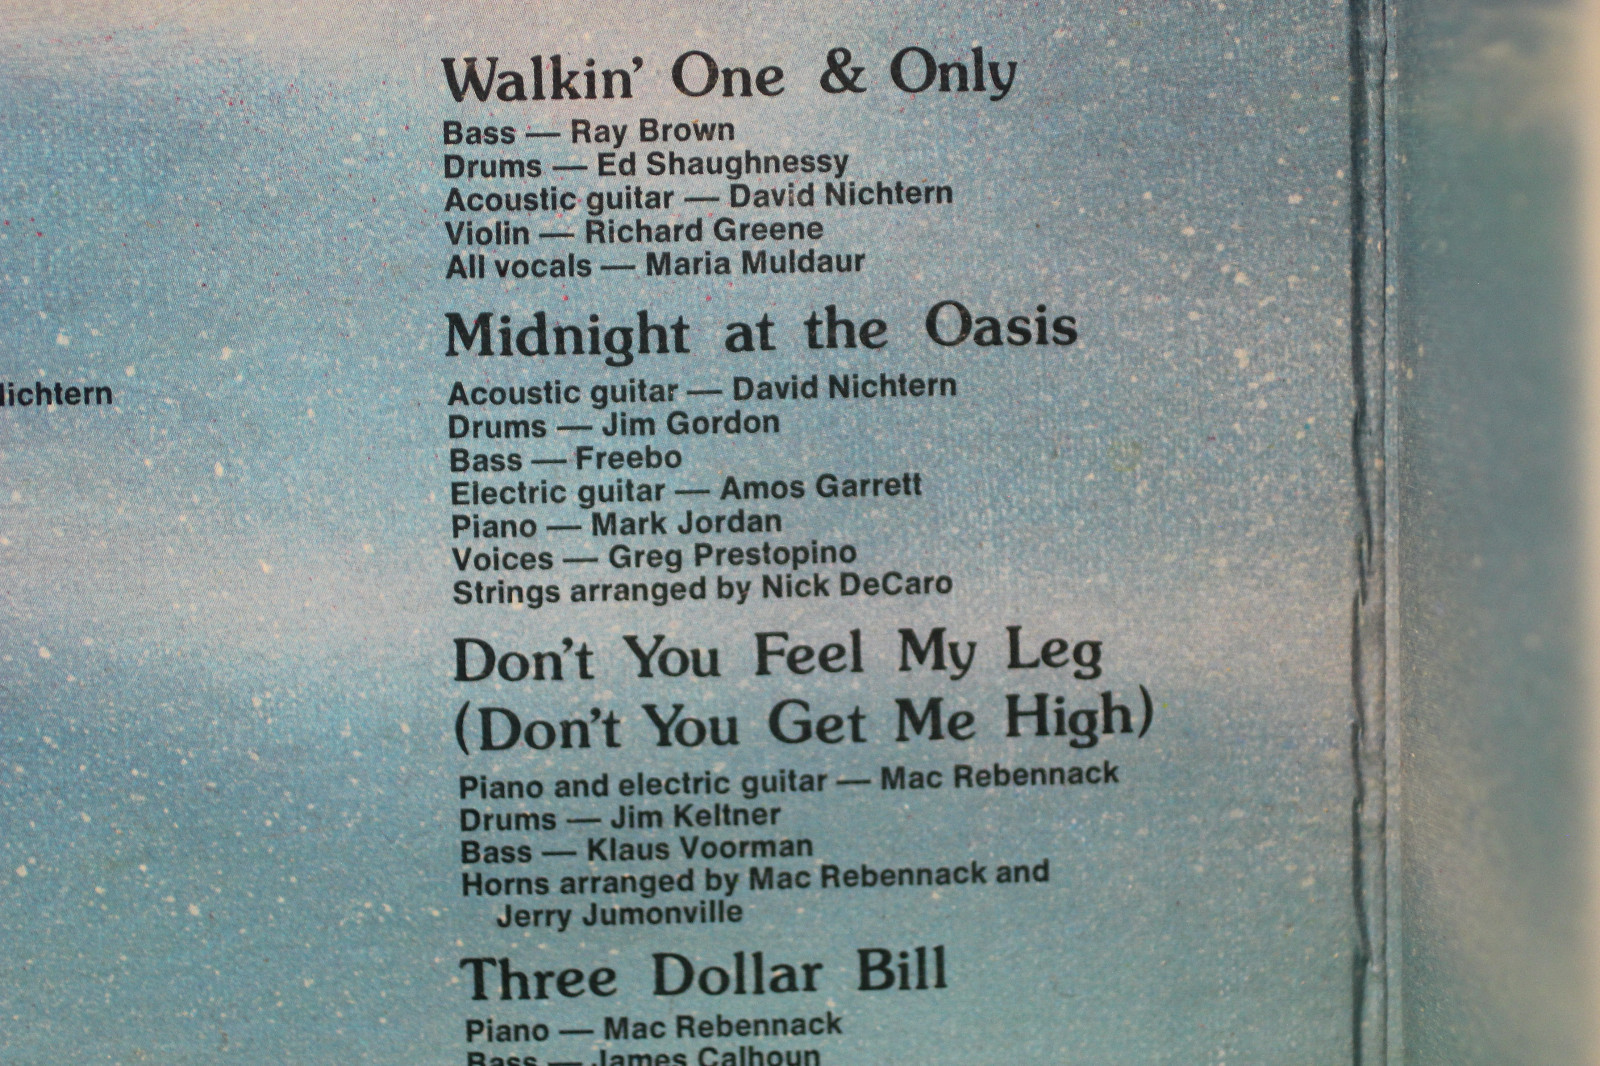 Walkin' One & Only
Bass — Ray Brown
Drums — Ed Shaughnessy
Acoustic guitar — David Nichtern
Violin — Richard Greene
All vocals — Maria Muldaur
Midnight at the Oasis
Acoustic guitar — David Nichtern
Drums — Jim Gordon
Bass — Freebo
Electric guitar — Amos Garrett
Piano — Mark Jordan
Voices — Greg Prestopino
Strings arranged by Nick DeCaro
Don't You Feel My Leg
(Don't You Get Me High)
Piano and electric guitar — Mac Rebennack
Drums — Jim Keltner
Bass — Klaus Voorman
Horns arranged by Mac Rebennack and
Jerry Jumonville
Three Dollar Bill
Piano — Mac Rebennack
Bass — James Calhoun